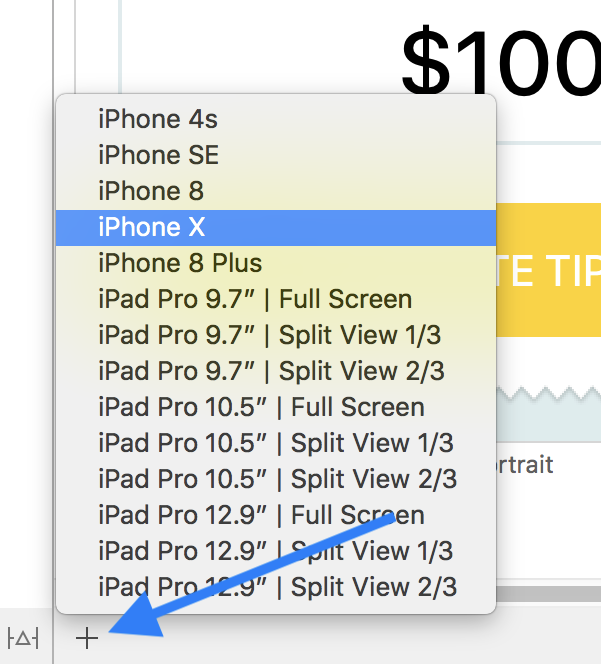 $100
iPhone 4s
iPhone SE
iPhone 8
iPhone X
iPhone 8 Plus
TE TIP
iPad Pro 9.7” | Full Screen
iPad Pro 9.7” | Split View 1/3
iPad Pro 9.7” | Split View 2/3
iPad Pro 10.5” | Full Screen
iPad Pro 10.5” | Split View 1/3
rtrait
iPad Pro 10.5” | Split View 2/3
iPad Pro 12.9” | Full Screen
iPad Pro 12.9” | Split View 1/3
iPad Pro 12.9” | Split View 2/3